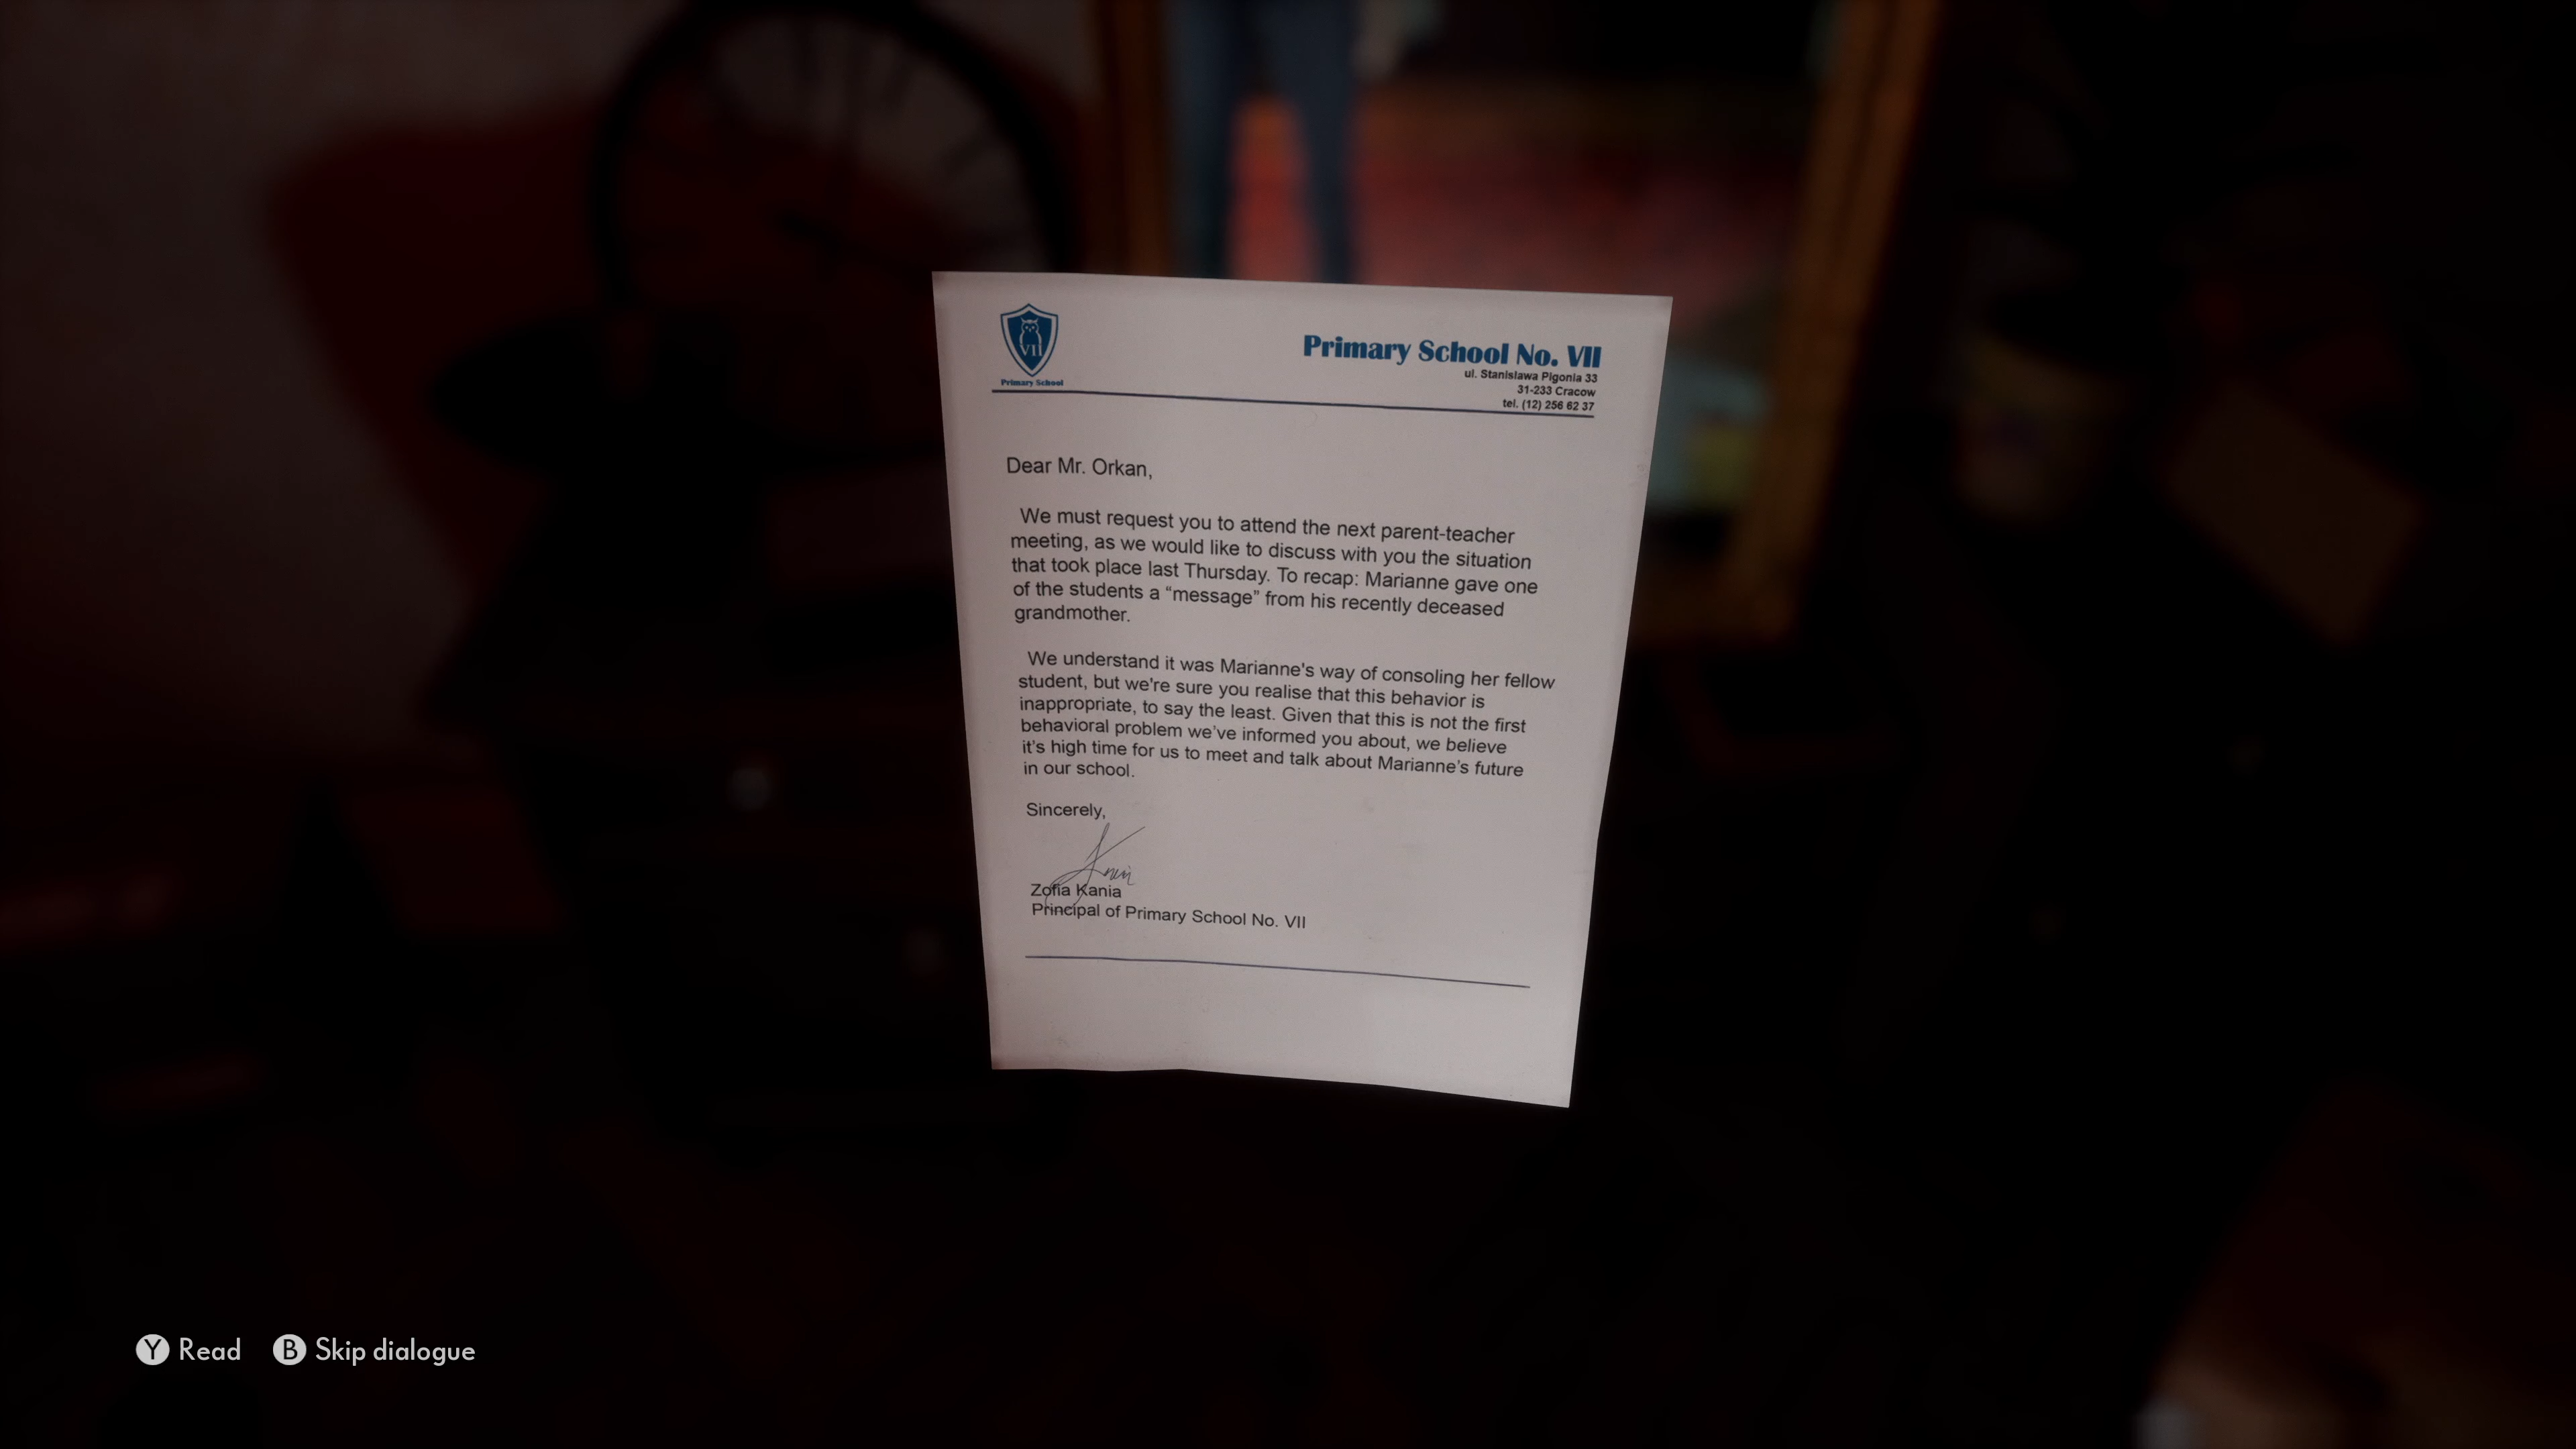 VII
Primary School
Primary School No. VII
ul. Stanislawa Pigonia 33
31-233 Cracow
tel. (12) 256 62 37
Dear Mr. Orkan,
We must request you to attend the next parent-teacher
meeting, as we would like to discuss with you the situation
that took place last Thursday. To recap: Marianne gave one
of the students a “message” from his recently deceased
grandmother.
We understand it was Marianne's way of consoling her fellow
student, but we're sure you realise that this behavior is
inappropriate, to say the least. Given that this is not the first
behavioral problem we've informed you about, we believe
it's high time for us to meet and talk about Marianne's future
in our school.
Sincerely,
Zofia Kania
Principal of Primary School No. VII
Y Read B Skip dialogue